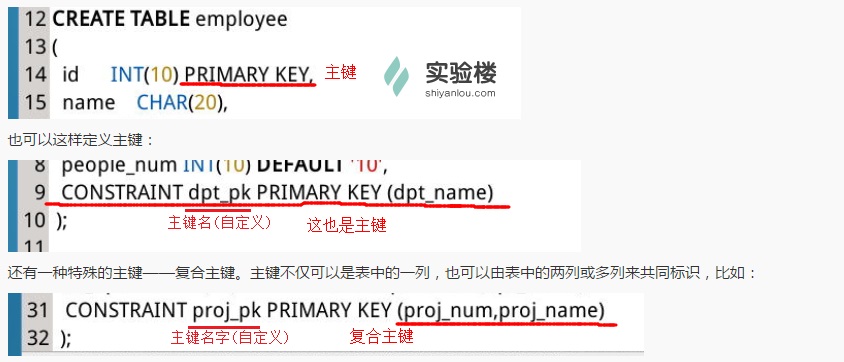 12 CREATE TABLE employee
13 (
14 id INT(10) PRIMARY KEY, 主键
实验楼
shiyanlou.com
15 name CHAR(20),
也可以这样定义主键：
8 people_num INT(10) DEFAULT '10',
9 CONSTRAINT dpt_pk PRIMARY KEY (dpt_name)
10 ); 主键名(自定义) 这也是主键
11
还有一种特殊的主键——复合主键。主键不仅可以是表中的一列，也可以由表中的两列或多列来共同标识，比如：
31 CONSTRAINT proj_pk PRIMARY KEY (proj_num,proj_name)
32 ); 主键名字(自定义) 复合主键